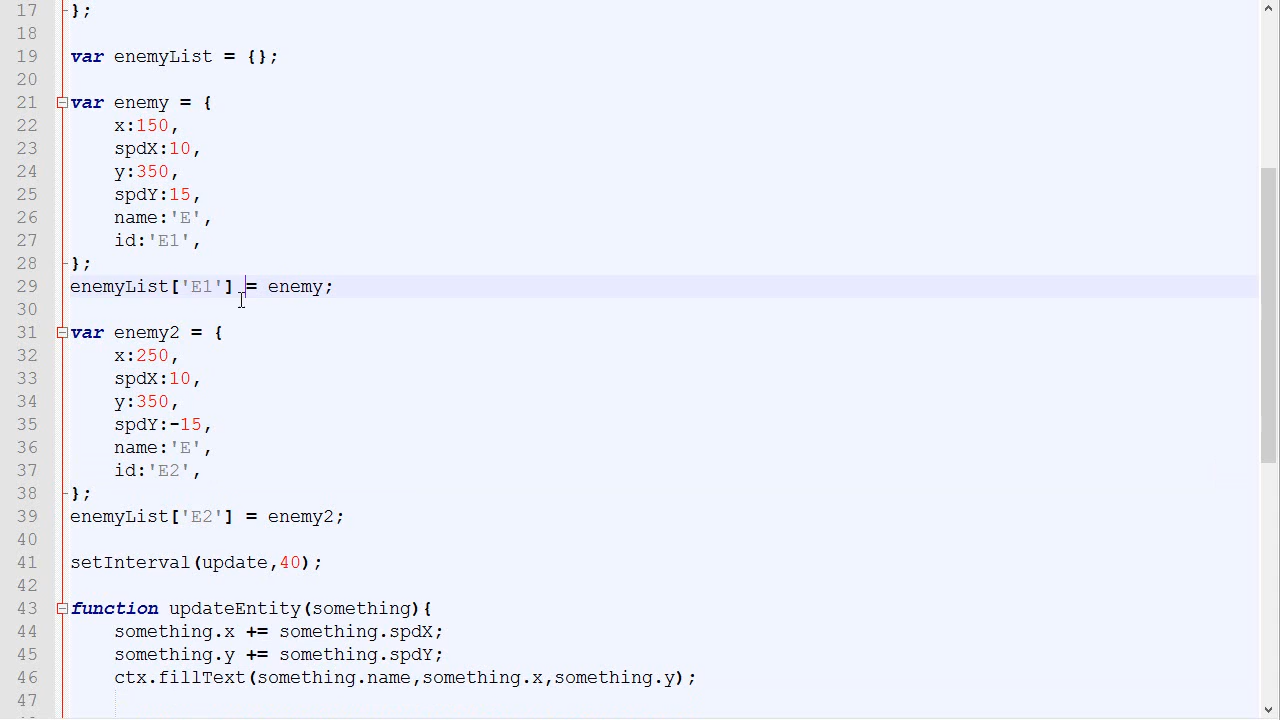 17 };
18
19 var enemyList = {};
20
21 var enemy = {
22 x:150,
23 spdX:10,
24 y:350,
25 spdY:15,
26 name:'E',
27 id:'E1',
28 };
29 enemyList['E1'] = enemy;
30
31 var enemy2 = {
32 x:250,
33 spdX:10,
34 y:350,
35 spdY:-15,
36 name:'E',
37 id:'E2',
38 };
39 enemyList['E2'] = enemy2;
40
41 setInterval(update,40);
42
43 function updateEntity(something){
44 something.x += something.spdX;
45 something.y += something.spdY;
46 ctx.fillText(something.name,something.x,something.y);
47